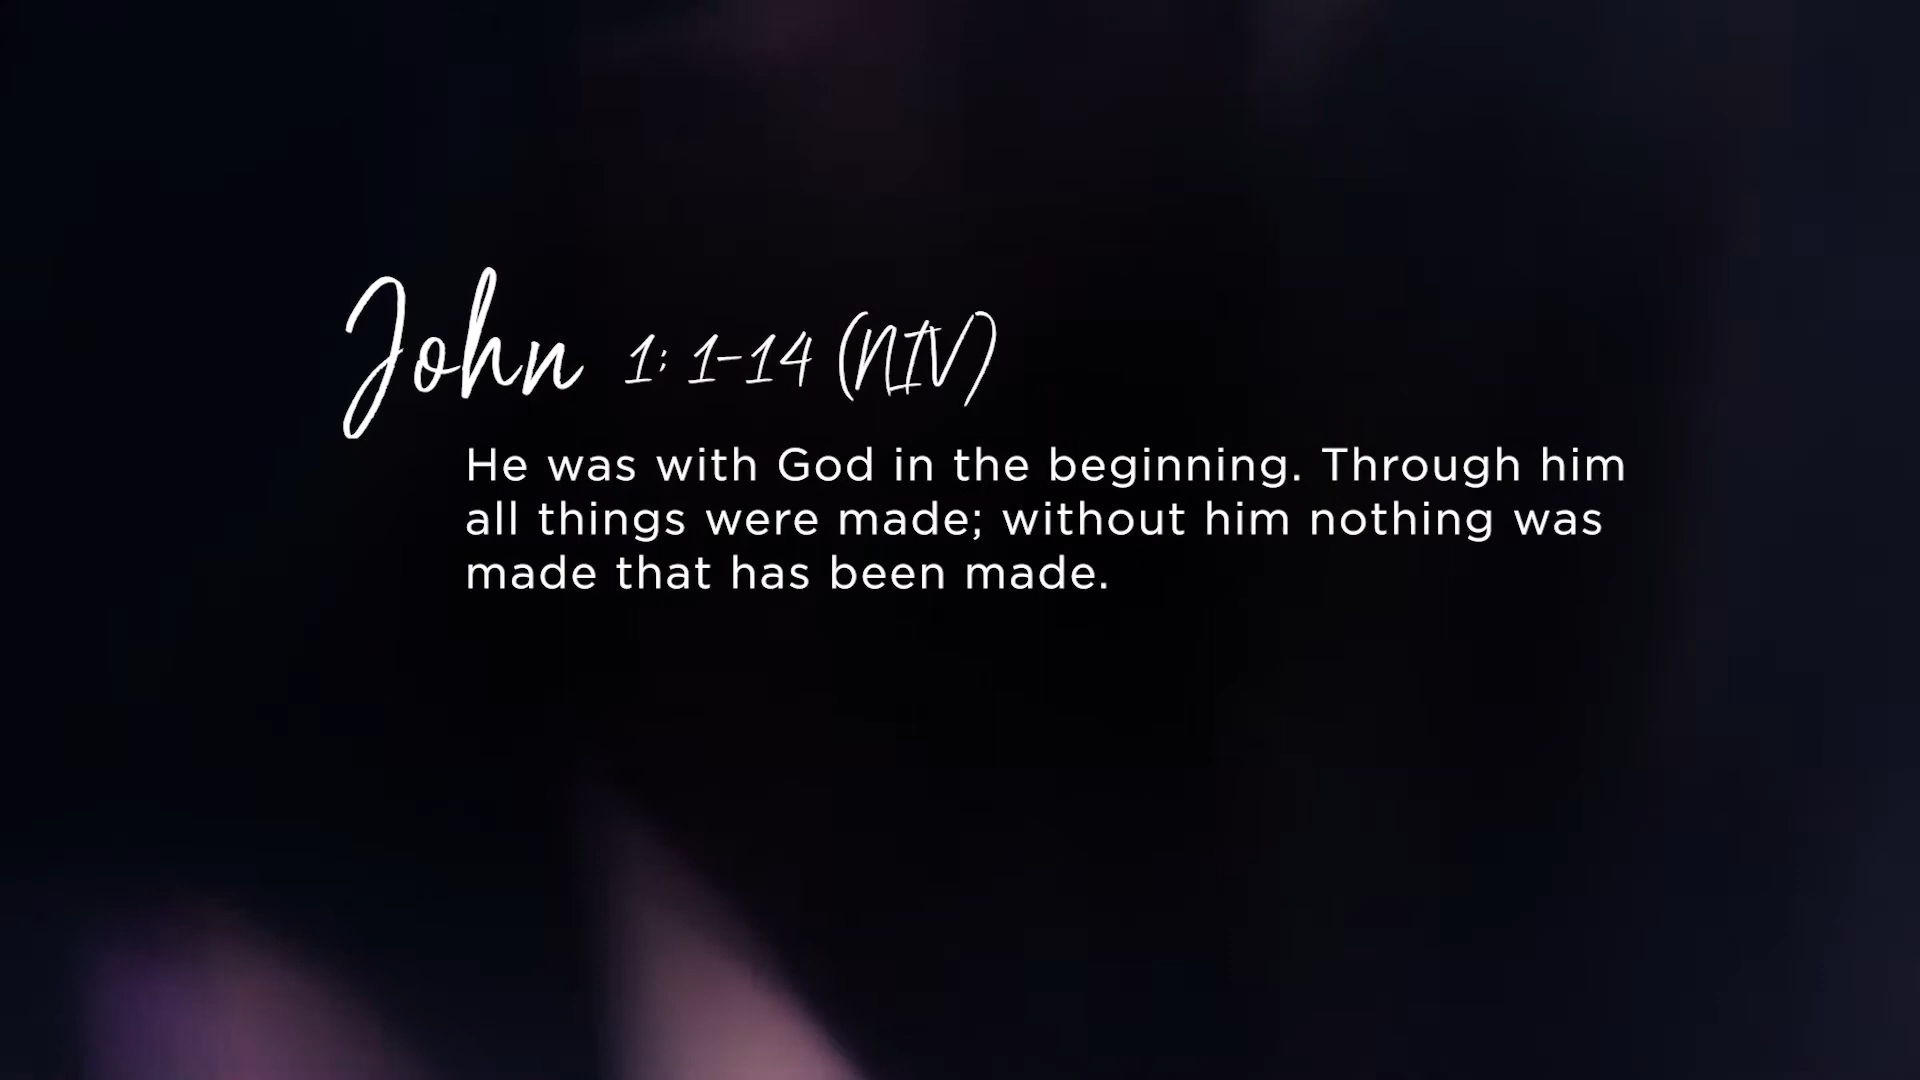 John 1: 1-14 (NIV)
He was with God in the beginning. Through him
all things were made; without him nothing was
made that has been made.